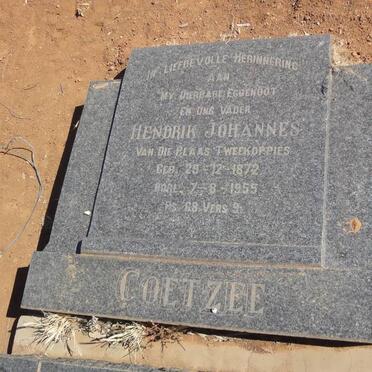 IN LIEFDEVOLLE HERINNERING
AAN
MY DIERBARE EGGENOOT
EN ONS VADER
HENDRIK JOHANNES
VAN DIE PLAAS TWEEKOPPIES
GEB. 29-12-1872
OORL. 7-8-1955
PS. 68 VERS 9.
COETZEE